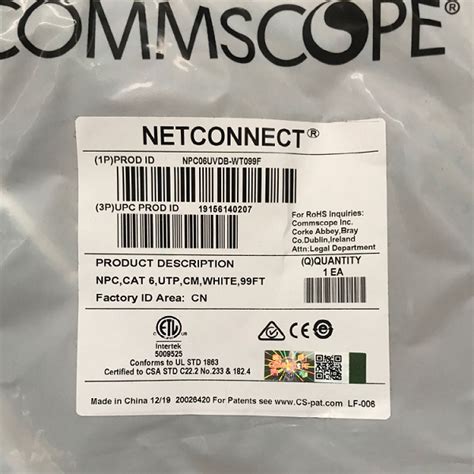 COMMSCOPE®
NETCONNECT®
(1P)PROD ID NPC06UVDB-WT099F
(3P)UPC PROD ID 19156140207
For RoHS Inquiries:
Commscope Inc.
Corke Abbey,Bray
Co.Dublin,Ireland
Attn:Legal Department
PRODUCT DESCRIPTION
(Q)QUANTITY
NPC,CAT 6,UTP,CM,WHITE,99FT
1 EA
Factory ID Area: CN
ETL
Intertek
5009525
Conforms to UL STD 1863
Certified to CSA STD C22.2 No.233 & 182.4
Made in China 12/19 20026420 For Patents see www.CS-pat.com LF-006